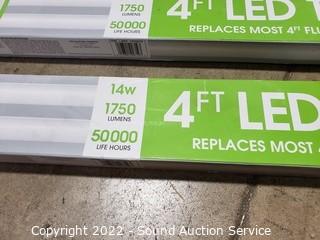 1750
LUMENS
50000
LIFE HOURS
4FT LED
REPLACES MOST 4FT
14W
1750
LUMENS
50000
LIFE HOURS
4FT LED
REPLACES MOST
Copyright 2022 - Sound Auction Service